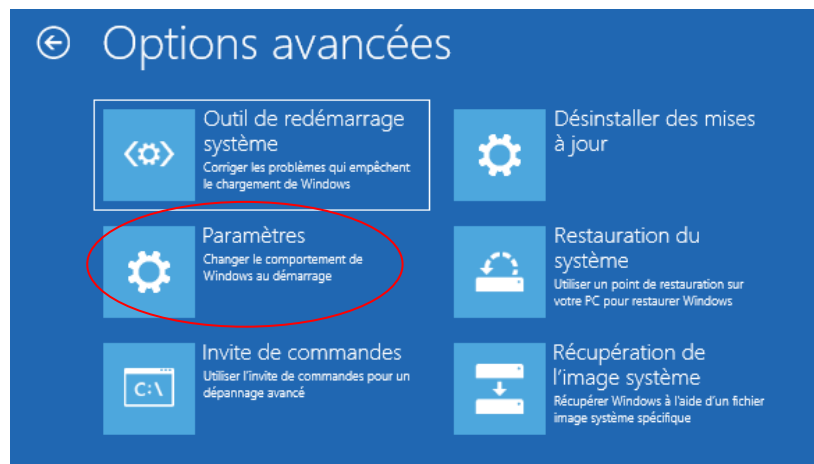 Options avancées
Outil de redémarrage
système
Corriger les problèmes qui empêchent
le chargement de Windows
Désinstaller des mises
à jour
Paramètres
Changer le comportement de
Windows au démarrage
Restauration du
système
Utiliser un point de restauration sur
votre PC pour restaurer Windows
C:\
Invite de commandes
Utiliser l'invite de commandes pour un
dépannage avancé
Récupération de
l'image système
Récupérer Windows à l'aide d'un fichier
image système spécifique